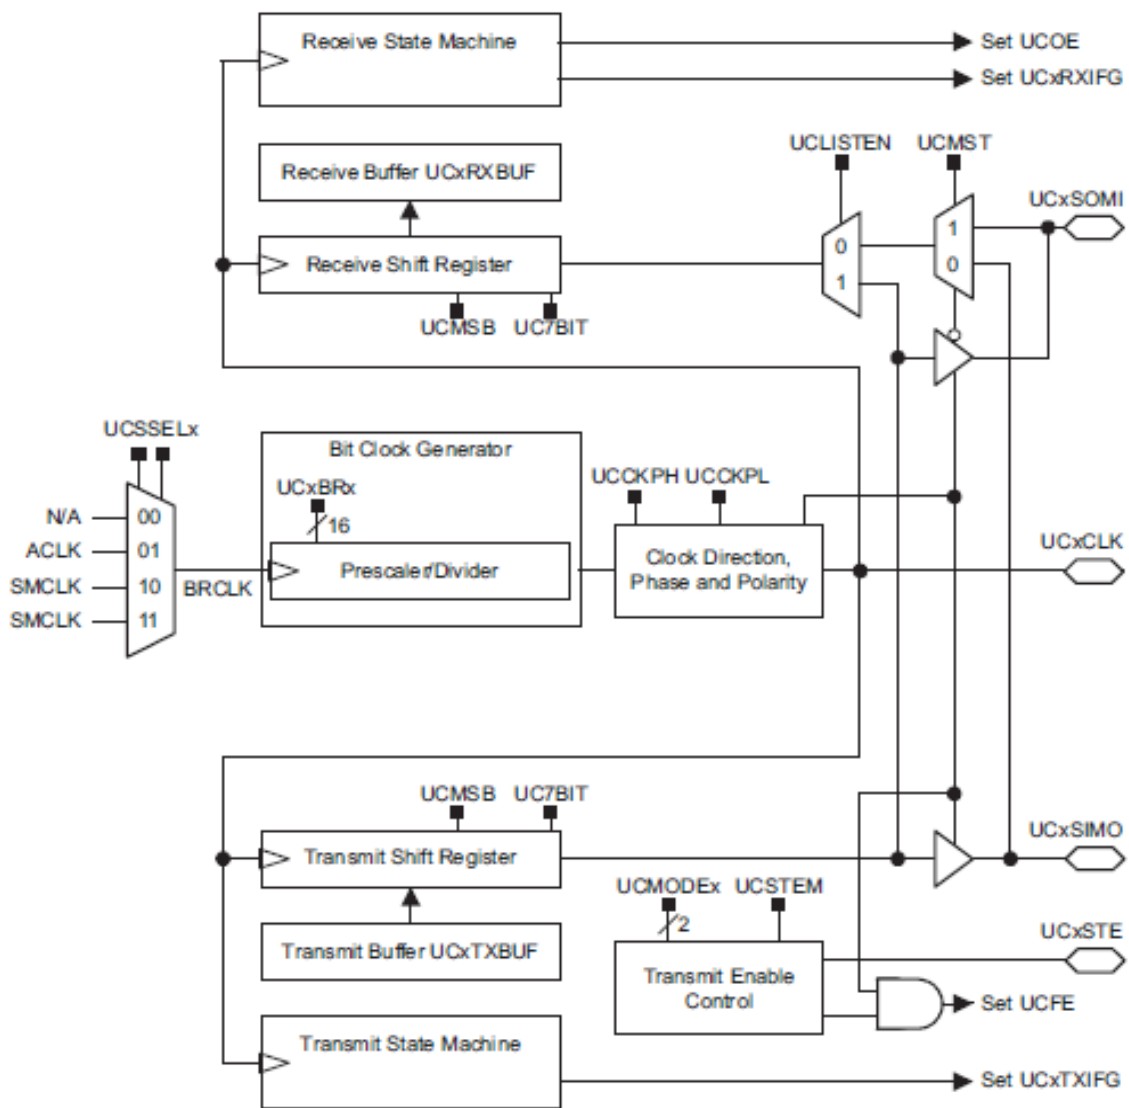 Receive State Machine
Set UCOE
Set UCxRXIFG
UCLISTEN
UCMST
Receive Buffer UCxRXBUF
UCxSOMI
1
0
0
1
Receive Shift Register
UCMSB
UC7BIT
UCSSELx
Bit Clock Generator
UCxBRx
16
UCCKPH
UCCKPL
N/A
00
ACLK
01
SMCLK
10
SMCLK
11
BRCLK
Prescaler/Divider
Clock Direction,
Phase and Polarity
UCxCLK
UCMSB
UC7BIT
Transmit Shift Register
UCxSIMO
UCMODEx
UCSTEM
2
Transmit Buffer UCxTXBUF
UCxSTE
Transmit Enable
Control
Set UCFE
Transmit State Machine
Set UCxTXIFG